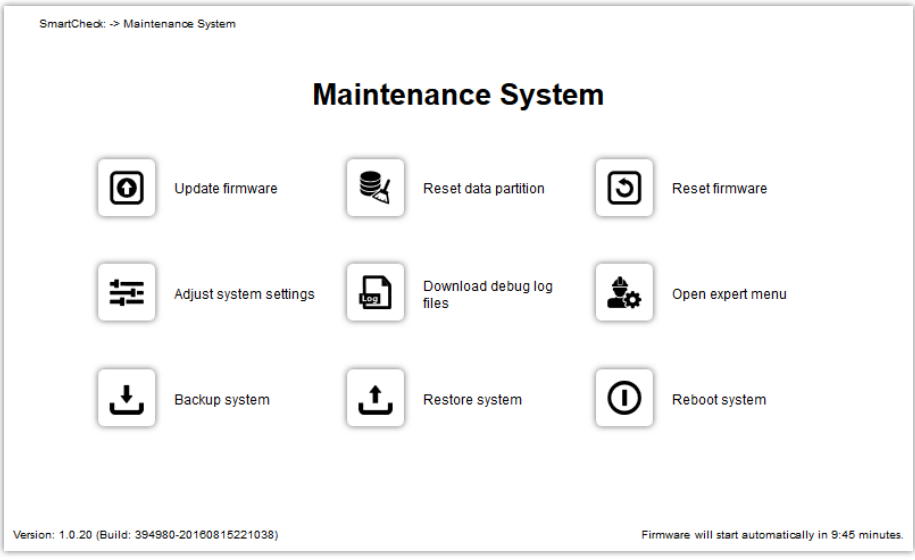 SmartCheck: -> Maintenance System
Maintenance System
Update firmware
Reset data partition
Reset firmware
Adjust system settings
Download debug log
files
Log
Open expert menu
Backup system
Restore system
Reboot system
Version: 1.0.20 (Build: 394980-20160815221038)
Firmware will start automatically in 9:45 minutes.